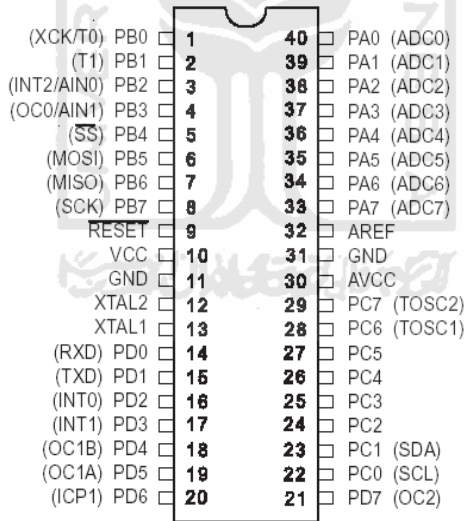 (XCK/T0) PB0 1 40 PA0 (ADC0)
(T1) PB1 2 39 PA1 (ADC1)
(INT2/AIN0) PB2 3 38 PA2 (ADC2)
(OC0/AIN1) PB3 4 37 PA3 (ADC3)
(SS) PB4 5 36 PA4 (ADC4)
(MOSI) PB5 6 35 PA5 (ADC5)
(MISO) PB6 7 34 PA6 (ADC6)
(SCK) PB7 8 33 PA7 (ADC7)
RESET 9 32 AREF
VCC 10 31 GND
GND 11 30 AVCC
XTAL2 12 29 PC7 (TOSC2)
XTAL1 13 28 PC6 (TOSC1)
(RXD) PD0 14 27 PC5
(TXD) PD1 15 26 PC4
(INT0) PD2 16 25 PC3
(INT1) PD3 17 24 PC2
(OC1B) PD4 18 23 PC1 (SDA)
(OC1A) PD5 19 22 PC0 (SCL)
(ICP1) PD6 20 21 PD7 (OC2)